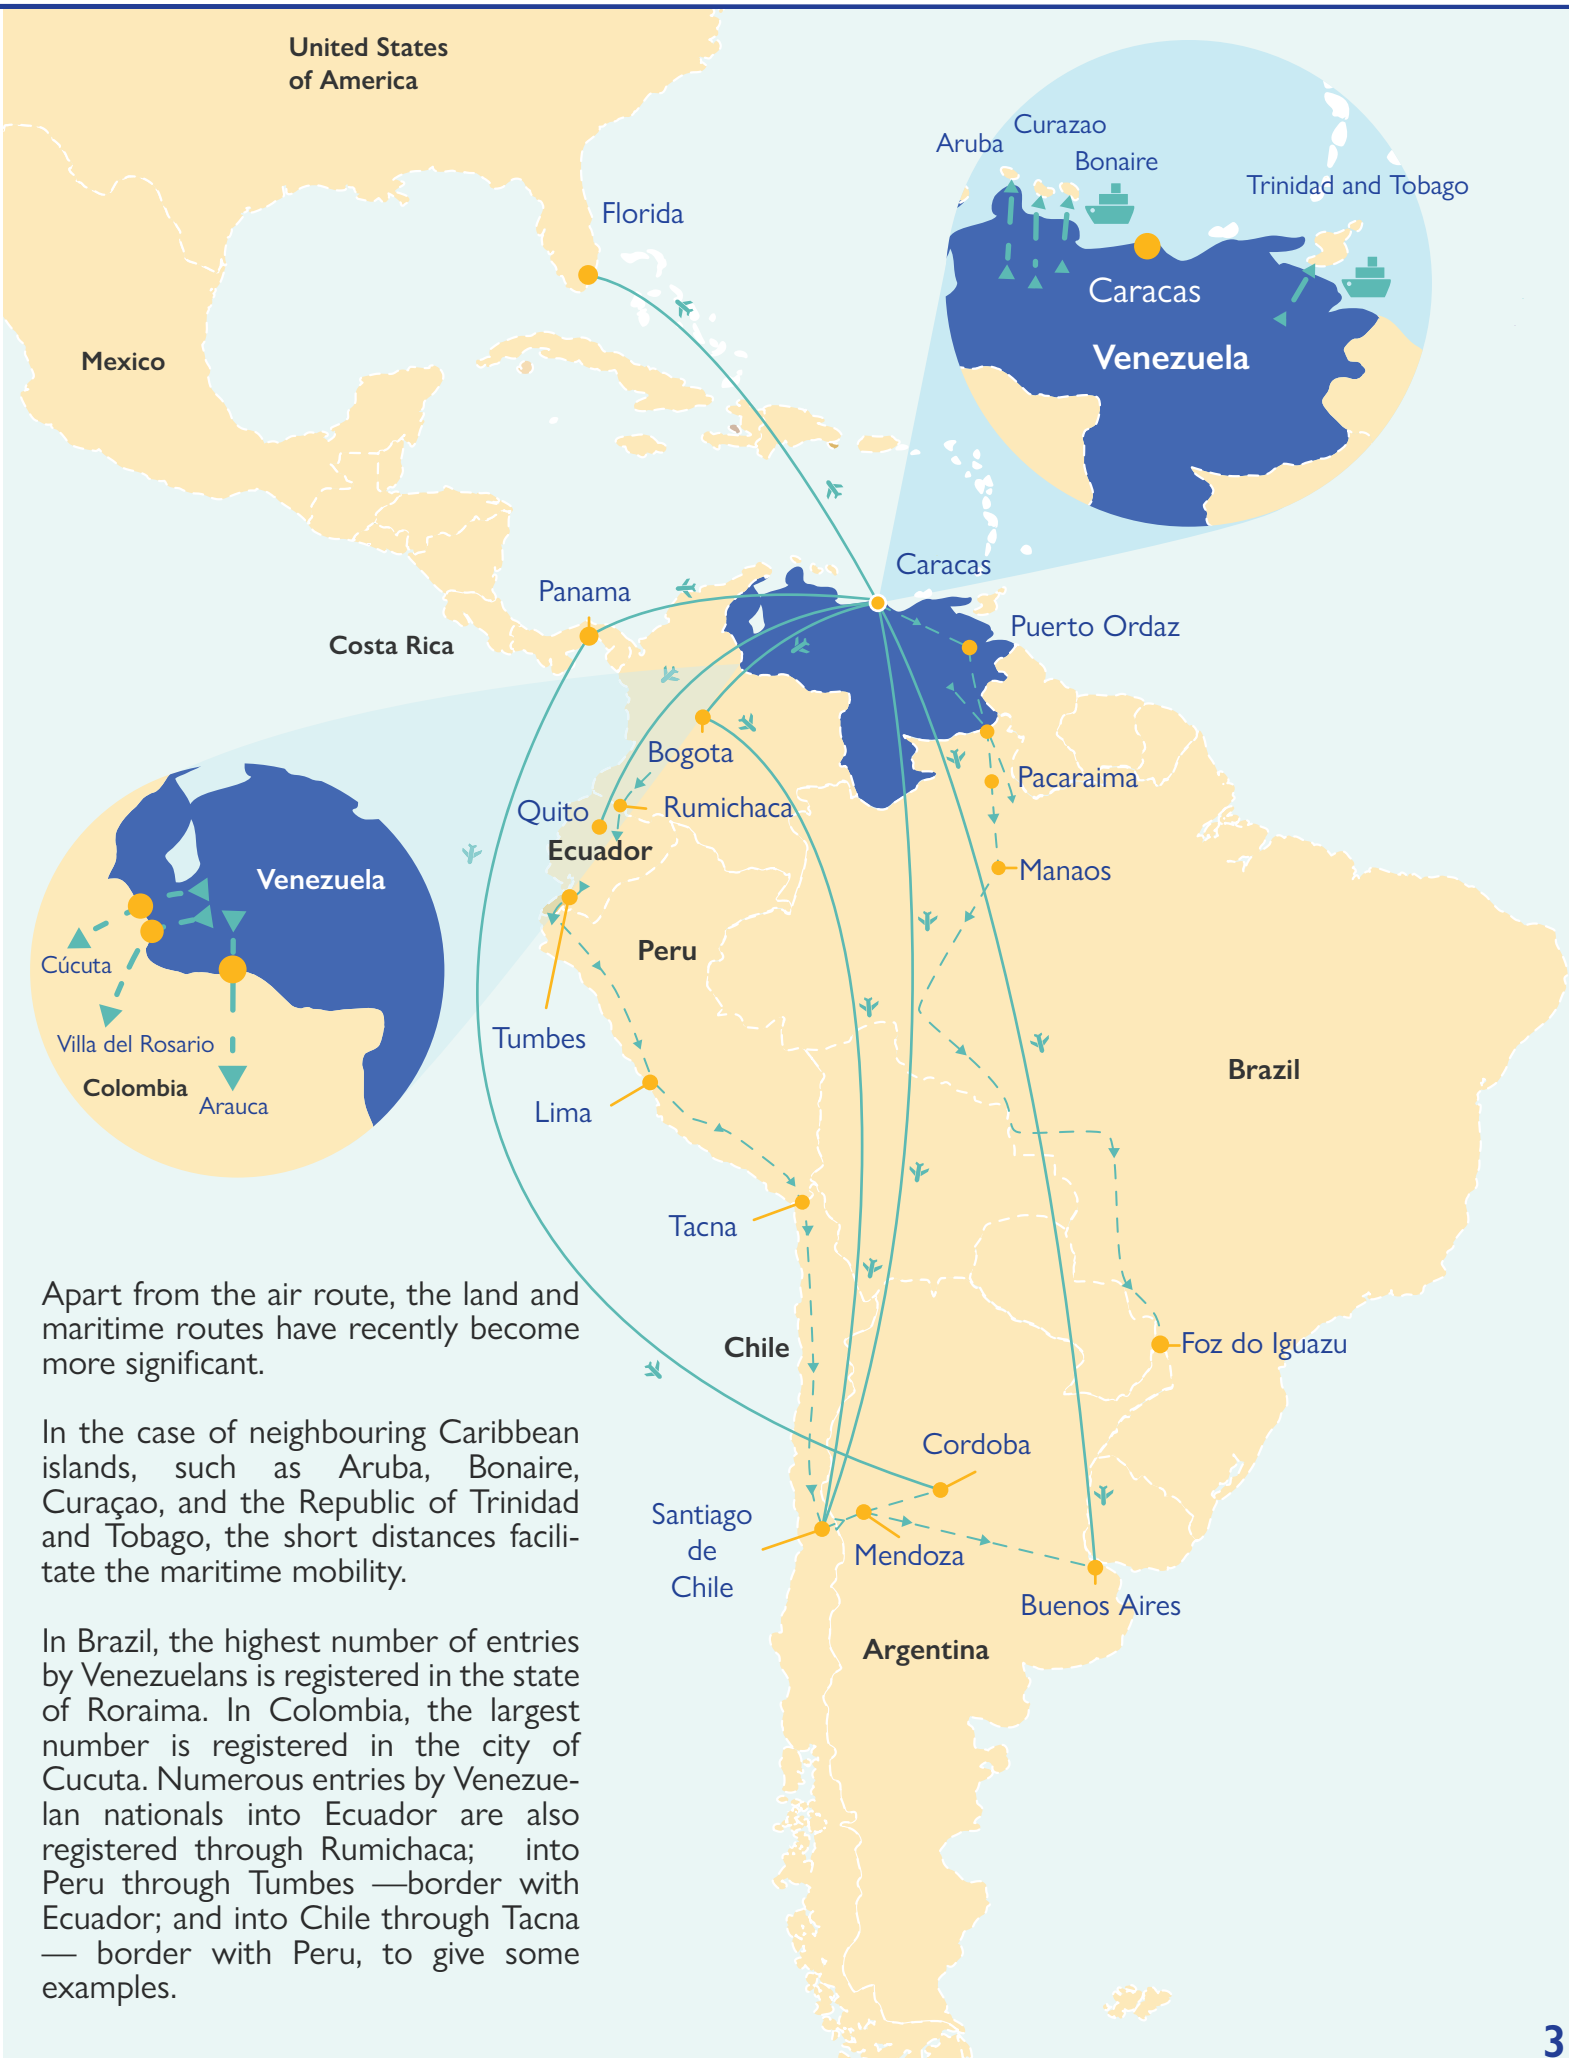 United States
of America
Curazao
Aruba
Bonaire
Trinidad and Tobago
Florida
Caracas
Venezuela
Mexico
Caracas
Panama
Puerto Ordaz
Costa Rica
Bogota
Pacaraima
Quito
Rumichaca
Ecuador
Manaos
Venezuela
Peru
Cúcuta
Tumbes
Villa del Rosario
Colombia
Arauca
Brazil
Lima
Tacna
Apart from the air route, the land and
maritime routes have recently become
more significant.
In the case of neighbouring Caribbean
islands, such as Aruba, Bonaire,
Curaçao, and the Republic of Trinidad
and Tobago, the short distances facili-
tate the maritime mobility.
In Brazil, the highest number of entries
by Venezuelans is registered in the state
of Roraima. In Colombia, the largest
number is registered in the city of
Cucuta. Numerous entries by Venezue-
lan nationals into Ecuador are also
registered through Rumichaca; into
Peru through Tumbes —border with
Ecuador; and into Chile through Tacna
— border with Peru, to give some
examples.
Chile
Foz do Iguazu
Cordoba
Santiago
de
Chile
Mendoza
Buenos Aires
Argentina
3